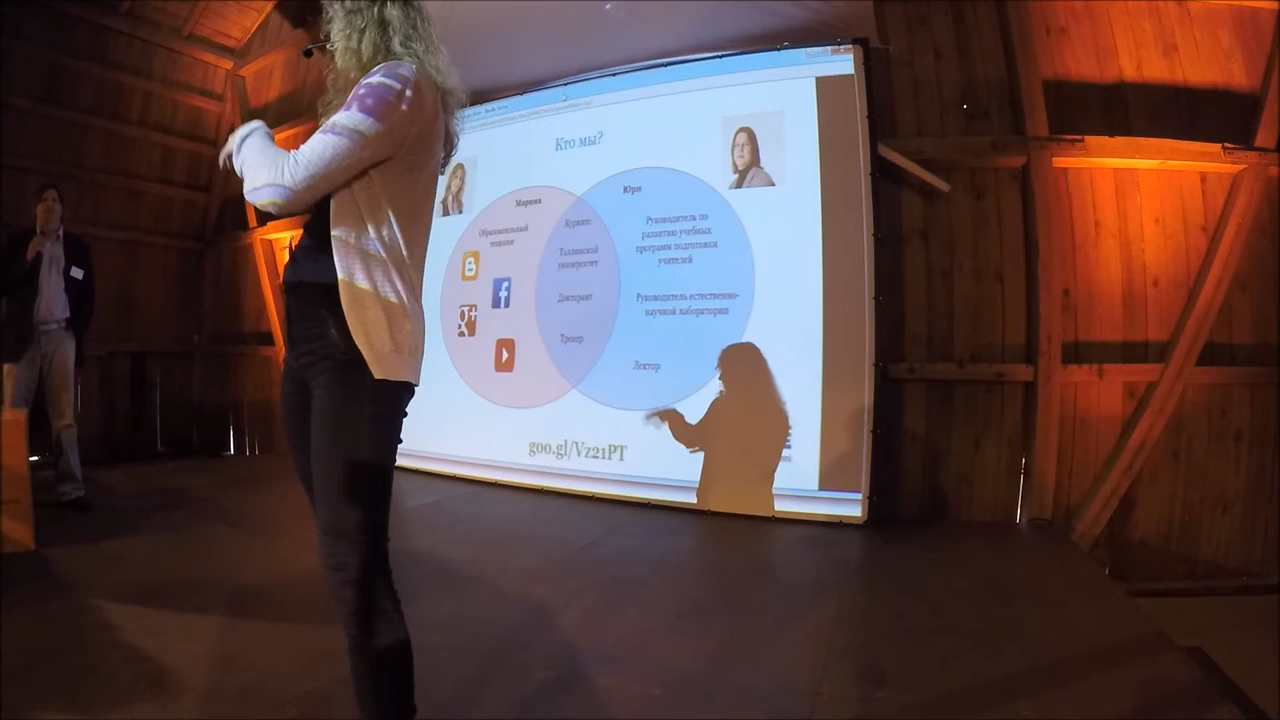 Кто мы?
Марина
Образовательный
технолог
Таллинский
университет
Докторант
Тренер
Юри
Руководитель по
развитию учебных
программ подготовки
учителей
Руководитель естественно-
научной лаборатории
Лектор
goo.gl/Vz21PT